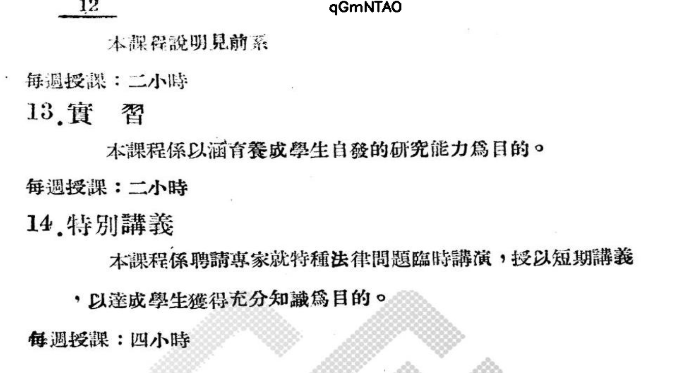 12
qGmNTAO
本課程說明見前系
每週授課：二小時
13.實 習
本課程係以涵育養成學生自發的研究能力爲目的。
每週授課：二小時
14.特別講義
本課程係聘請專家就特種法律問題臨時講演，授以短期講義
，以達成學生獲得充分知識爲目的。
每週授課：四小時